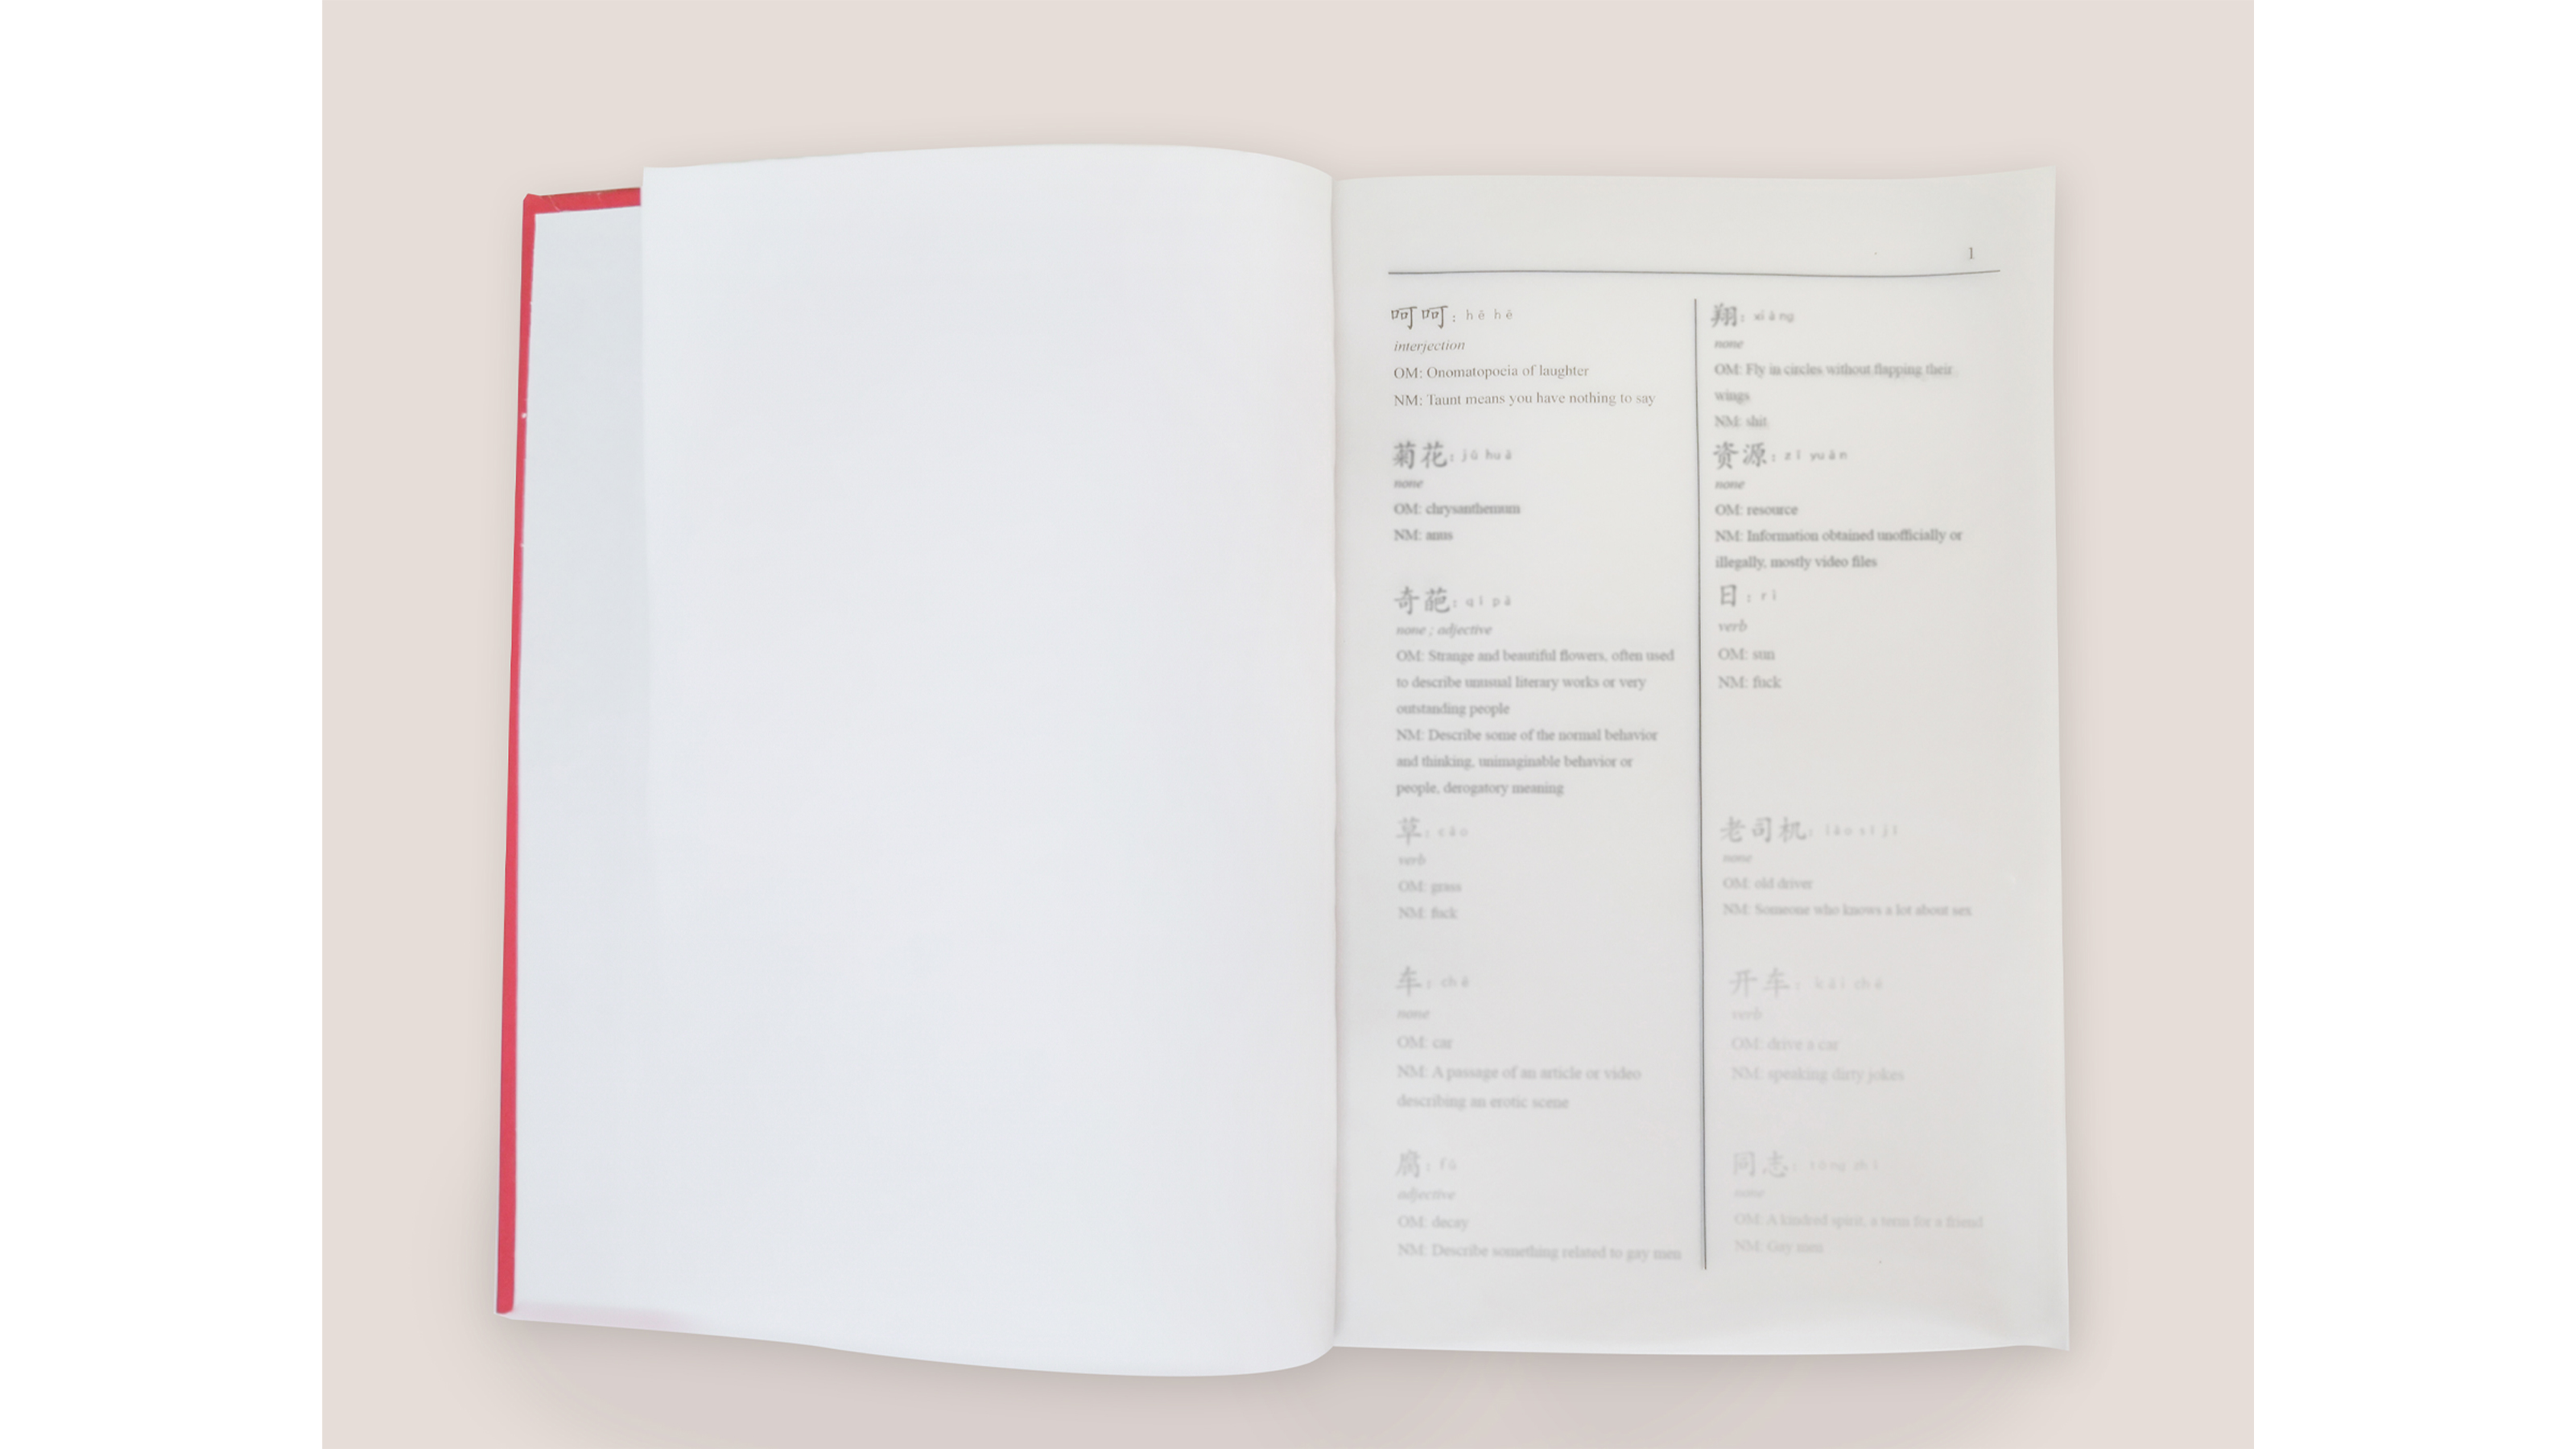 1
呵呵：hē hē
interjection
OM: Onomatopoeia of laughter
NM: Taunt means you have nothing to say
菊花：jú huā
none
OM: chrysanthemum
NM: anus
奇葩：qí pā
none ; adjective
OM: Strange and beautiful flowers, often used
to describe unusual literary works or very
outstanding people
NM: Describe some of the normal behavior
and thinking, unimaginable behavior or
people, derogatory meaning
草：cǎo
verb
OM: grass
NM: fuck
车：chē
none
OM: car
NM: A passage of an article or video
describing an erotic scene
腐：fǔ
adjective
OM: decay
NM: Describe something related to gay men
翔：xiáng
none
OM: Fly in circles without flapping their
wings
NM: shit
资源：zī yuán
none
OM: resource
NM: Information obtained unofficially or
illegally, mostly video files
日：rì
verb
OM: sun
NM: fuck
老司机：lǎo sī jī
none
OM: old driver
NM: Someone who knows a lot about sex
开车：kāi chē
verb
OM: drive a car
NM: speaking dirty jokes
同志：tóng zhì
none
OM: A kindred spirit, a term for a friend
NM: Gay men